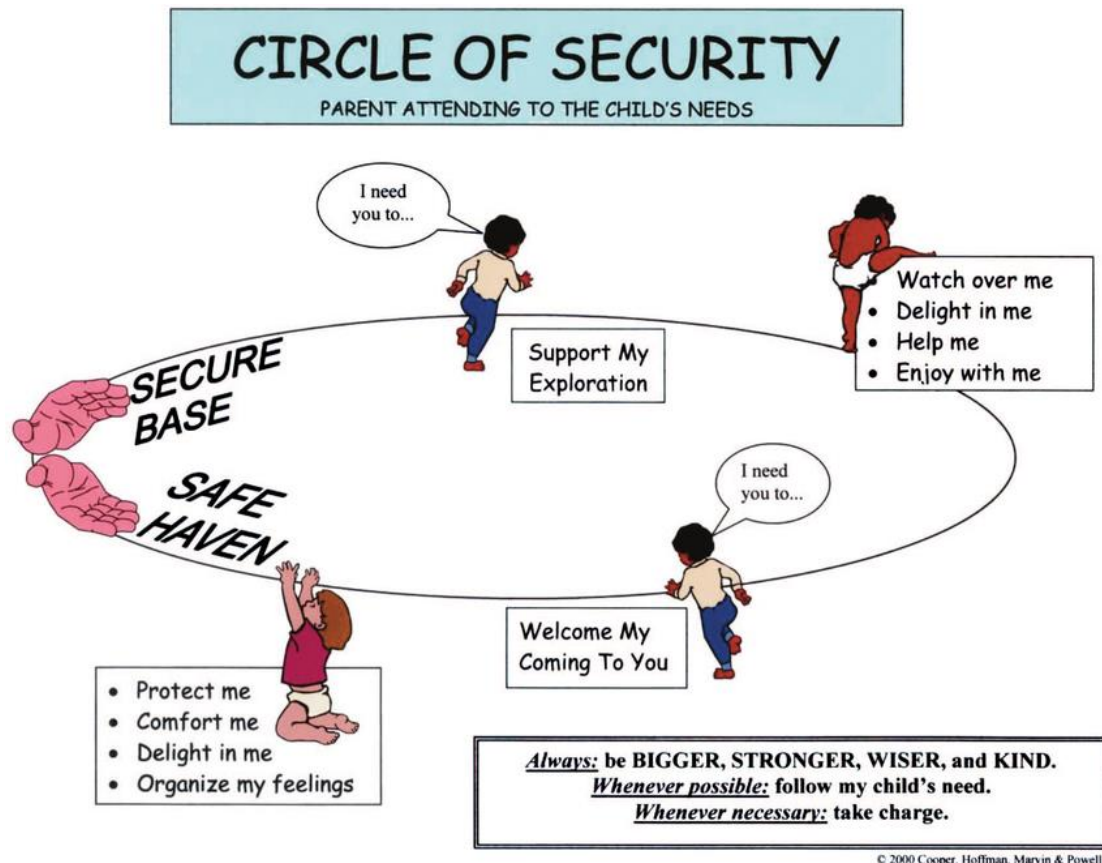 CIRCLE OF SECURITY
PARENT ATTENDING TO THE CHILD'S NEEDS
I need
you to...
• Watch over me
• Delight in me
• Help me
• Enjoy with me
Support My
Exploration
SECURE
BASE
SAFE
HAVEN
I need
you to...
Welcome My
Coming To You
• Protect me
• Comfort me
• Delight in me
• Organize my feelings
Always: be BIGGER, STRONGER, WISER, and KIND.
Whenever possible: follow my child's need.
Whenever necessary: take charge.
© 2000 Cooper, Hoffman, Marvin & Powell